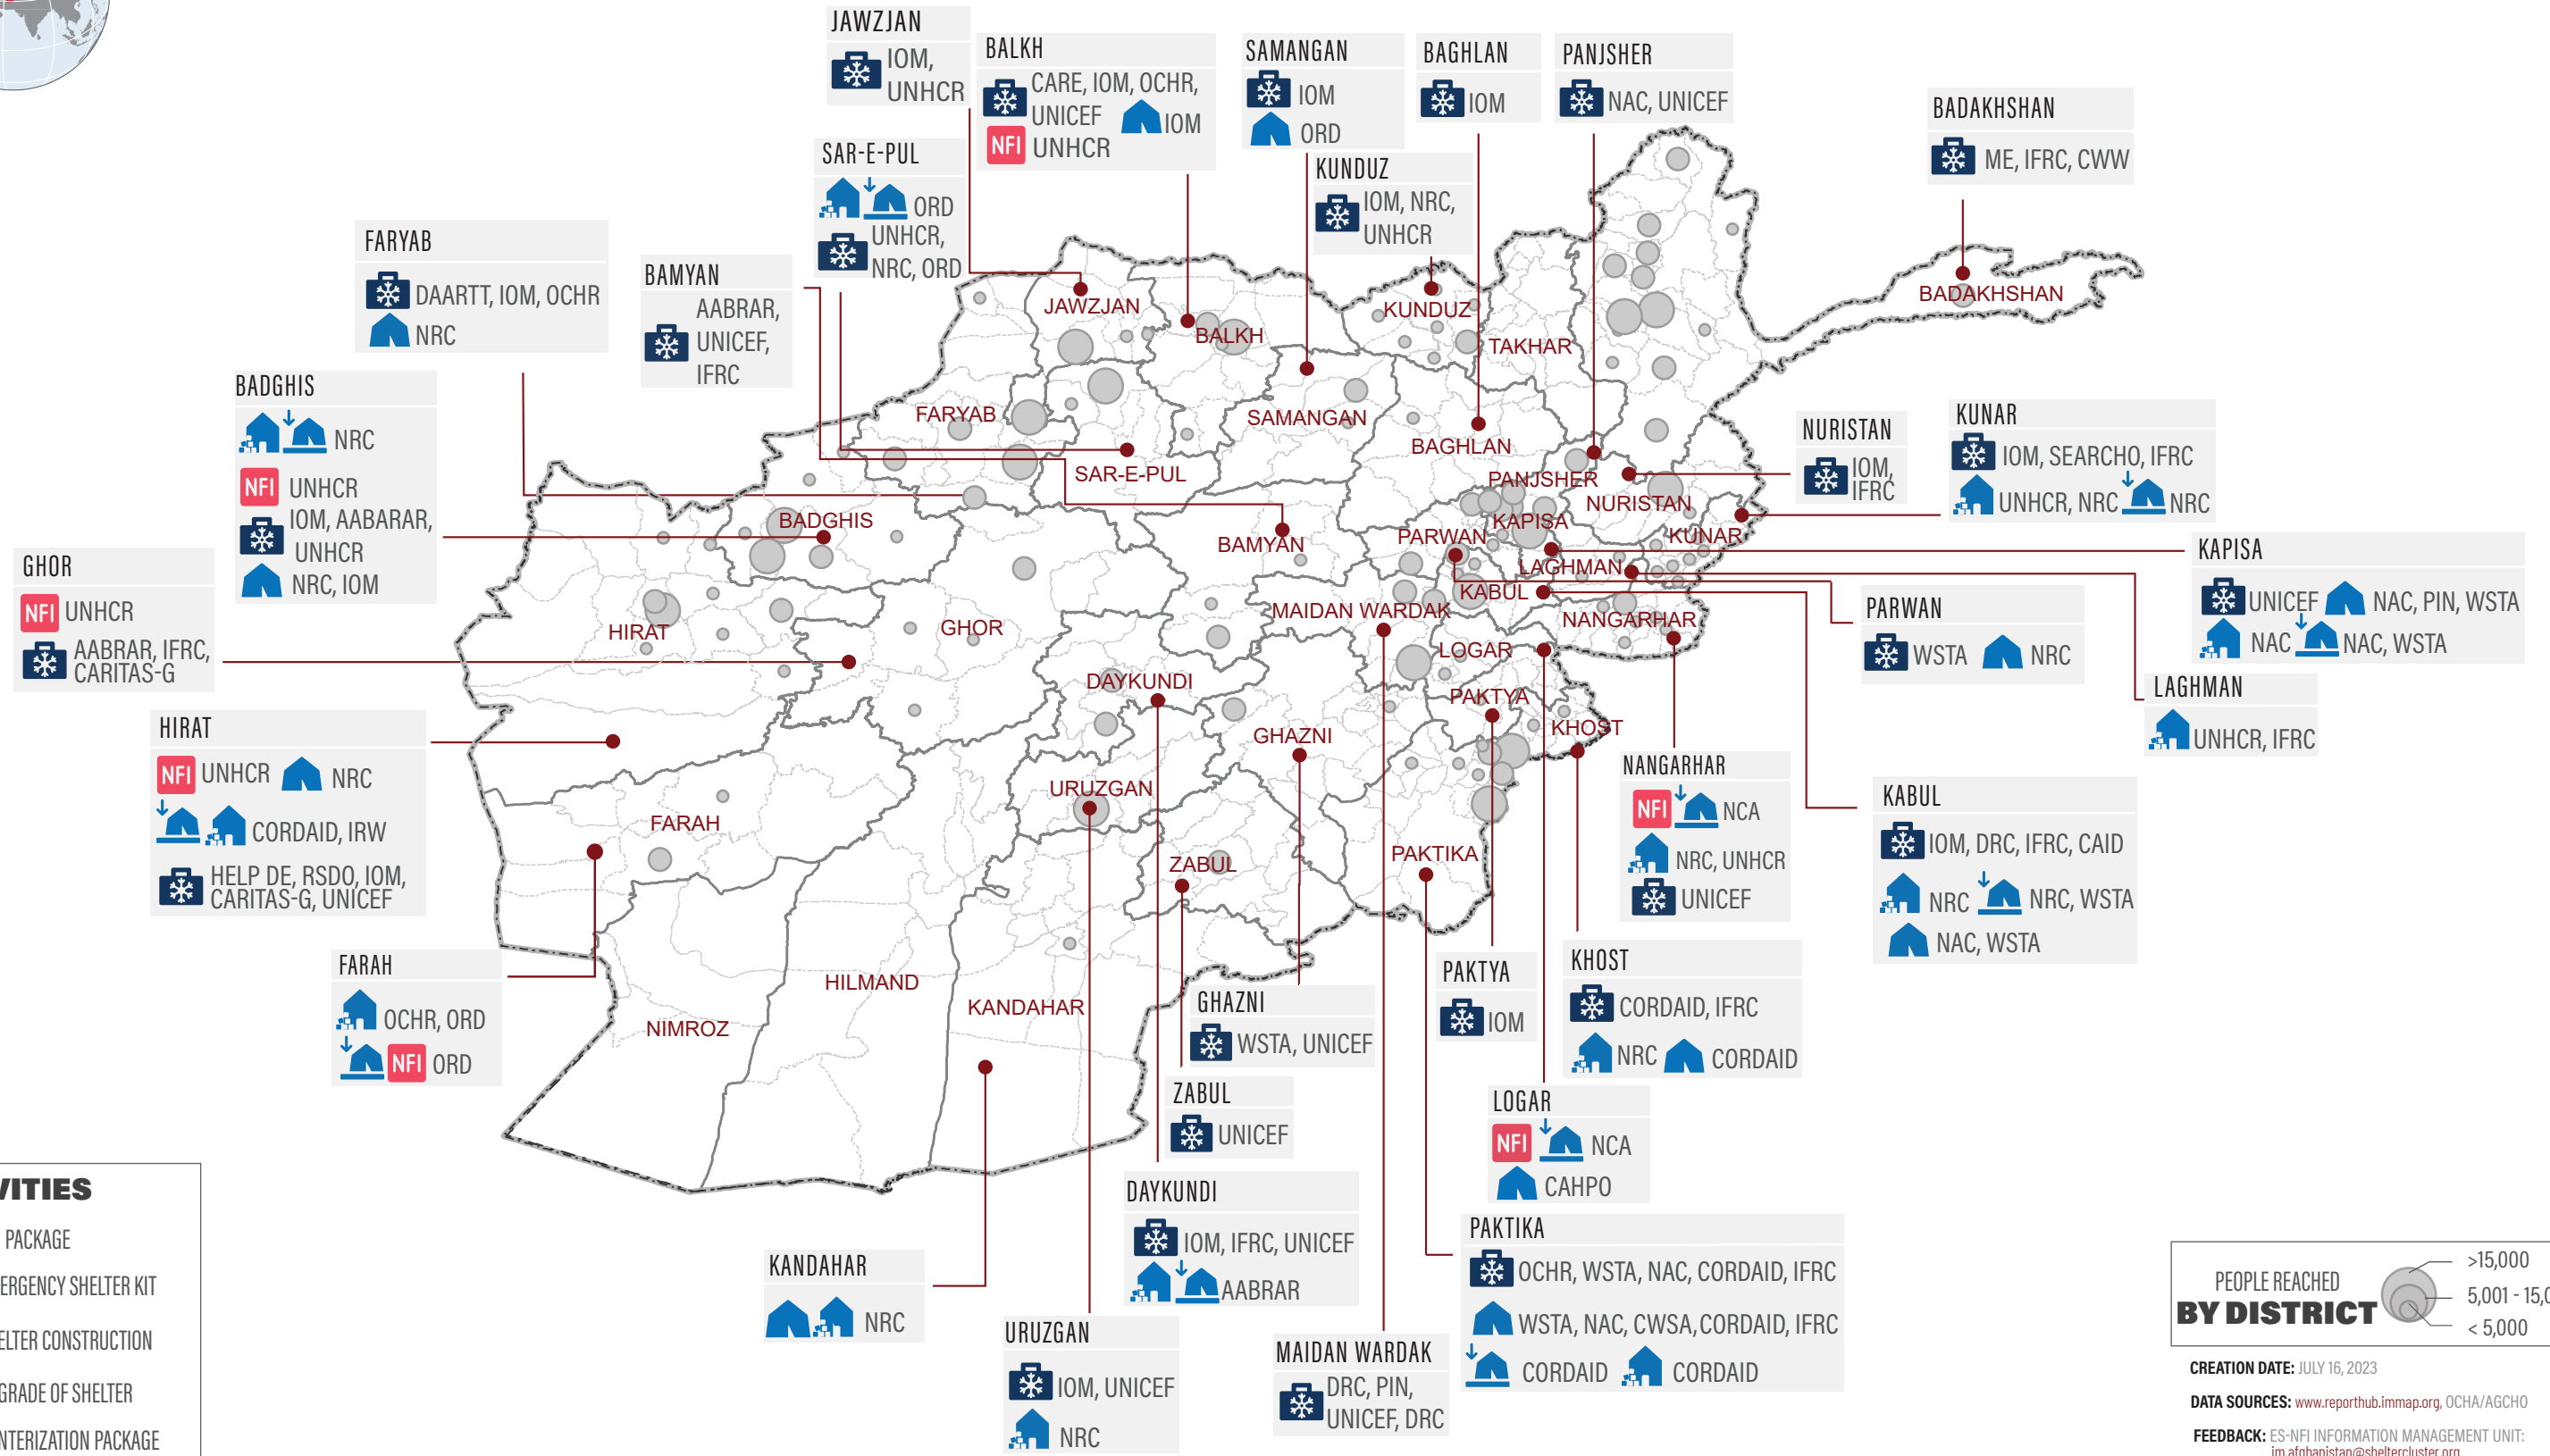 JAWZJAN
IOM,
UNHCR
BALKH
CARE, IOM, OCHR,
UNICEF
IOM
NFI UNHCR
SAMANGAN
IOM
ORD
BAGHLAN
IOM
PANJSHER
NAC, UNICEF
BADAKHSHAN
ME, IFRC, CWW
SAR-E-PUL
ORD
UNHCR,
NRC, ORD
KUNDUZ
IOM, NRC,
UNHCR
FARYAB
DAARTT, IOM, OCHR
NRC
BAMYAN
AABRAR,
UNICEF,
IFRC
BADGHIS
NRC
NFI UNHCR
IOM, AABARAR,
UNHCR
NRC, IOM
NURISTAN
IOM,
IFRC
KUNAR
IOM, SEARCHO, IFRC
UNHCR, NRC NRC
GHOR
NFI UNHCR
AABRAR, IFRC,
CARITAS-G
KAPISA
UNICEF NAC, PIN, WSTA
NAC NAC, WSTA
PARWAN
WSTA NRC
LAGHMAN
UNHCR, IFRC
HIRAT
NFI UNHCR NRC
CORDAID, IRW
HELP DE, RSDO, IOM,
CARITAS-G, UNICEF
NANGARHAR
NFI NCA
NRC, UNHCR
UNICEF
KABUL
IOM, DRC, IFRC, CAID
NRC NRC, WSTA
NAC, WSTA
FARAH
OCHR, ORD
NFI ORD
GHAZNI
WSTA, UNICEF
PAKTYA
IOM
KHOST
CORDAID, IFRC
NRC CORDAID
ZABUL
UNICEF
LOGAR
NFI NCA
CAHPO
DAYKUNDI
IOM, IFRC, UNICEF
AABRAR
PAKTIKA
OCHR, WSTA, NAC, CORDAID, IFRC
WSTA, NAC, CWSA, CORDAID, IFRC
CORDAID CORDAID
KANDAHAR
NRC
URUZGAN
IOM, UNICEF
NRC
MAIDAN WARDAK
DRC, PIN,
UNICEF, DRC
JAWZJAN
BALKH
KUNDUZ
TAKHAR
BADAKHSHAN
FARYAB
SAMANGAN
BAGHLAN
SAR-E-PUL
PANJSHER
NURISTAN
BADGHIS
KAPISA
PARWAN
KUNAR
BAMYAN
LAGHMAN
KABUL
MAIDAN WARDAK
NANGARHAR
HIRAT
GHOR
LOGAR
DAYKUNDI
PAKTYA
KHOST
GHAZNI
URUZGAN
FARAH
PAKTIKA
ZABUL
HILMAND
KANDAHAR
NIMROZ
VITIES
PACKAGE
ERGENCY SHELTER KIT
ELTER CONSTRUCTION
GRADE OF SHELTER
NTERIZATION PACKAGE
PEOPLE REACHED
BY DISTRICT
>15,000
5,001 - 15,0
< 5,000
CREATION DATE: JULY 16, 2023
DATA SOURCES: www.reporthub.immap.org, OCHA/AGCHO
FEEDBACK: ES-NFI INFORMATION MANAGEMENT UNIT:
im.afghanistan@sheltercluster.org